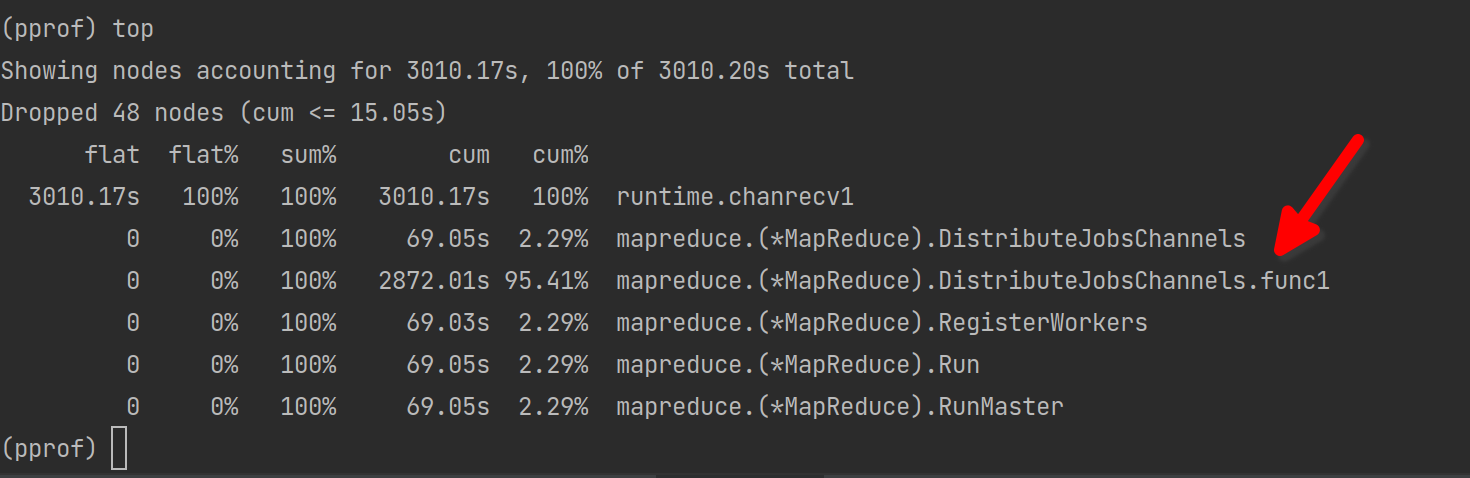 (pprof) top
Showing nodes accounting for 3010.17s, 100% of 3010.20s total
Dropped 48 nodes (cum <= 15.05s)
flat flat% sum% cum cum%
3010.17s 100% 100% 3010.17s 100% runtime.chanrecv1
0 0% 100% 69.05s 2.29% mapreduce.(*MapReduce).DistributeJobsChannels
0 0% 100% 2872.01s 95.41% mapreduce.(*MapReduce).DistributeJobsChannels.func1
0 0% 100% 69.03s 2.29% mapreduce.(*MapReduce).RegisterWorkers
0 0% 100% 69.05s 2.29% mapreduce.(*MapReduce).Run
0 0% 100% 69.05s 2.29% mapreduce.(*MapReduce).RunMaster
(pprof)